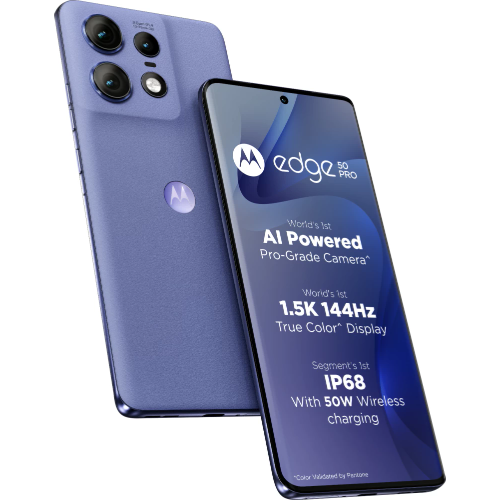 edge 50 PRO
World's 1st
AI Powered
Pro-Grade Camera^
World's 1st
1.5K 144Hz
True Color^ Display
Segment's 1st
IP68
With 50W Wireless
charging
^Color Validated by Pantone